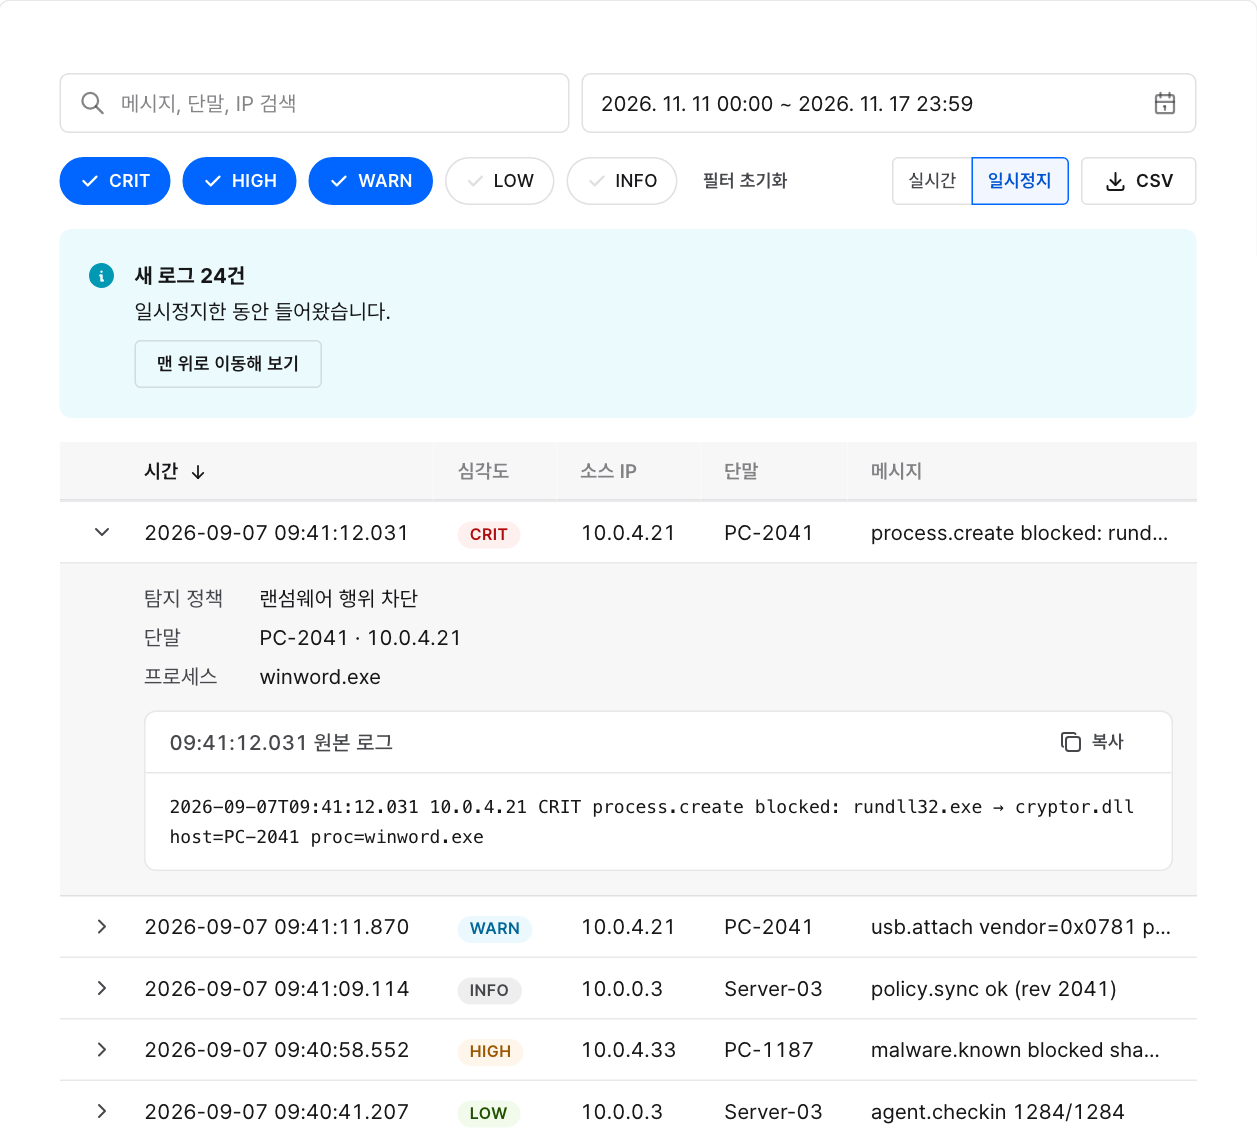 메시지, 단말, IP 검색
2026. 11. 11 00:00 ~ 2026. 11. 17 23:59
CRIT HIGH WARN LOW INFO 필터 초기화 실시간 일시정지 CSV
새 로그 24건
일시정지한 동안 들어왔습니다.
맨 위로 이동해 보기
시간 ↓ 심각도 소스 IP 단말 메시지
2026-09-07 09:41:12.031 CRIT 10.0.4.21 PC-2041 process.create blocked: rund...
탐지 정책 랜섬웨어 행위 차단
단말 PC-2041 · 10.0.4.21
프로세스 winword.exe
09:41:12.031 원본 로그 복사
2026-09-07T09:41:12.031 10.0.4.21 CRIT process.create blocked: rundll32.exe → cryptor.dll
host=PC-2041 proc=winword.exe
2026-09-07 09:41:11.870 WARN 10.0.4.21 PC-2041 usb.attach vendor=0x0781 p...
2026-09-07 09:41:09.114 INFO 10.0.0.3 Server-03 policy.sync ok (rev 2041)
2026-09-07 09:40:58.552 HIGH 10.0.4.33 PC-1187 malware.known blocked sha...
2026-09-07 09:40:41.207 LOW 10.0.0.3 Server-03 agent.checkin 1284/1284